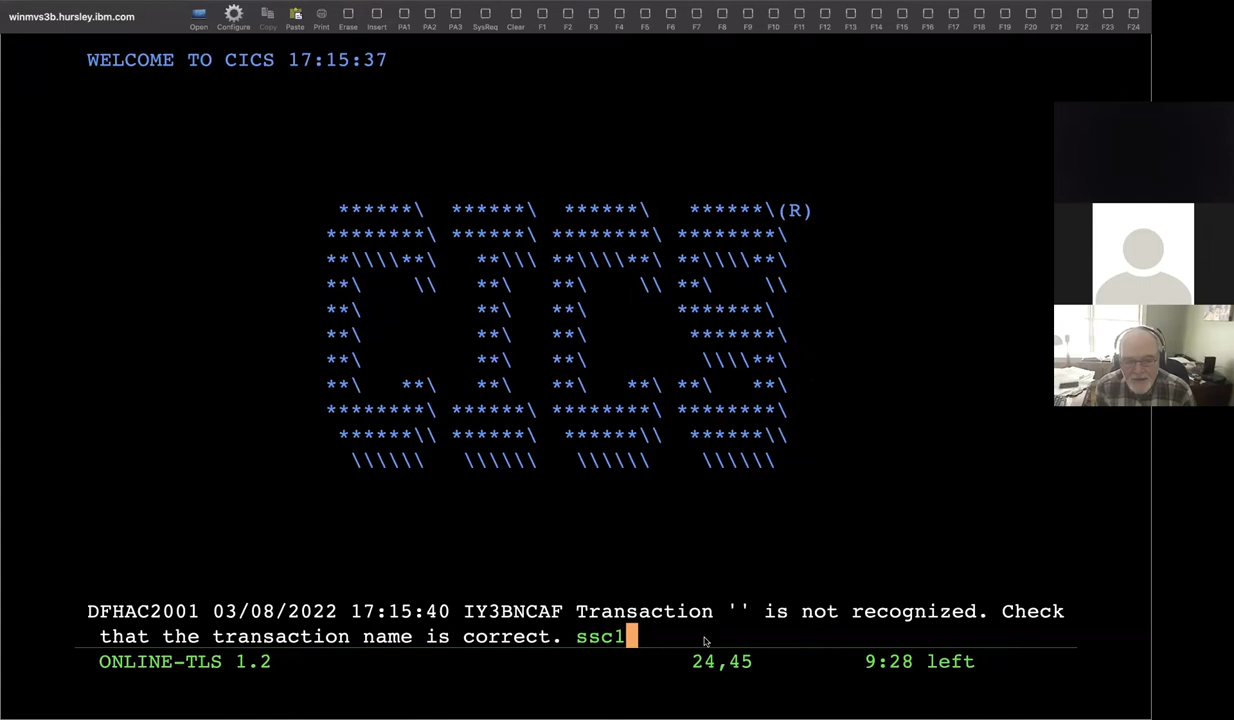 winmvs3b.hursley.ibm.com
Open Configure Copy Paste Print Erase Insert PA1 PA2 PA3 SysReq Clear F1 F2 F3 F4 F5 F6 F7 F8 F9 F10 F11 F12 F13 F14 F15 F16 F17 F18 F19 F20 F21 F22 F23 F24
WELCOME TO CICS 17:15:37
******\  ******\  ******\   ******\(R)
********\ ******\ ********\ ********\
**\\\\**\   **\\\ **\\\\**\ **\\\\**\
**\    \\   **\   **\    \\ **\    \\
**\         **\   **\       *******\
**\         **\   **\        *******\
**\         **\   **\         \\\\**\
**\   **\   **\   **\   **\ **\   **\
********\ ******\ ********\ ********\
******\\ ******\  ******\\  ******\\
\\\\\\   \\\\\\   \\\\\\    \\\\\\
DFHAC2001 03/08/2022 17:15:40 IY3BNCAF Transaction '' is not recognized. Check
that the transaction name is correct. ssc1
ONLINE-TLS 1.2 24,45 9:28 left